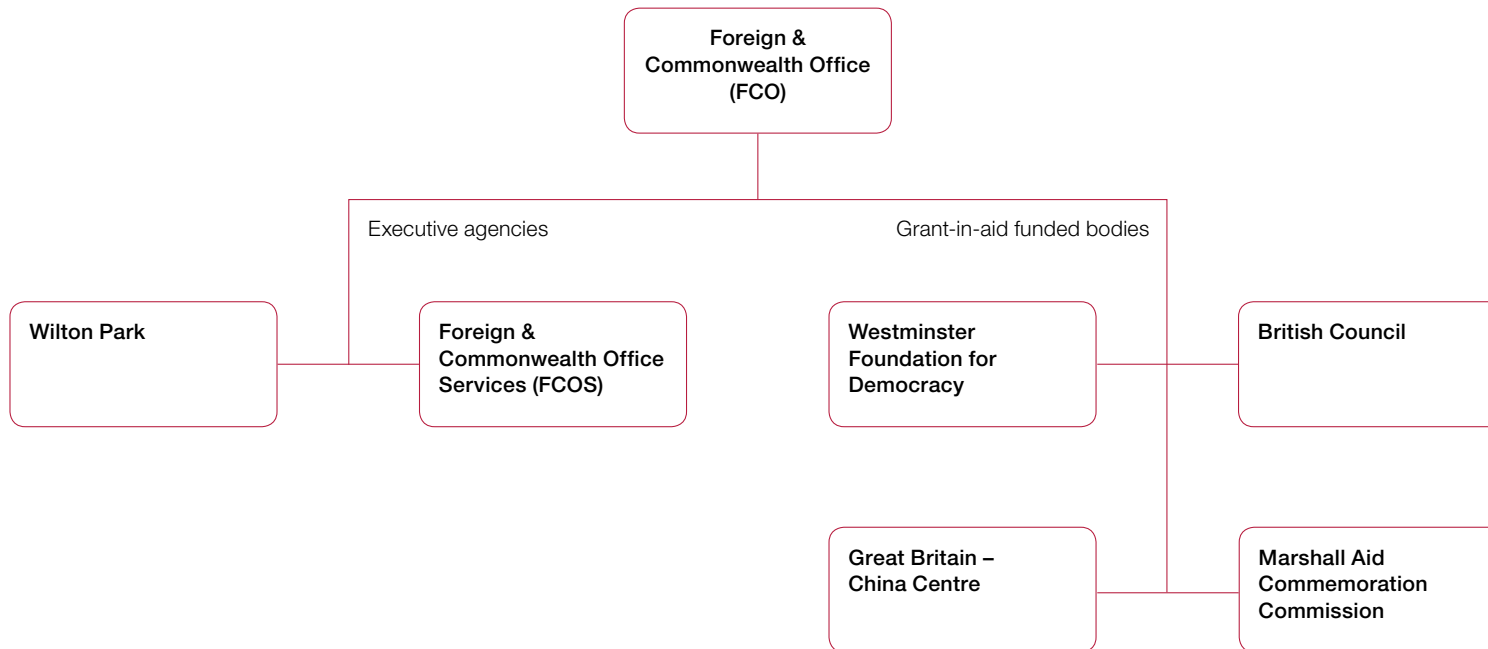 Foreign &
Commonwealth Office
(FCO)
Executive agencies
Grant-in-aid funded bodies
Wilton Park
Foreign &
Commonwealth Office
Services (FCOS)
Westminster
Foundation for
Democracy
British Council
Great Britain –
China Centre
Marshall Aid
Commemoration
Commission